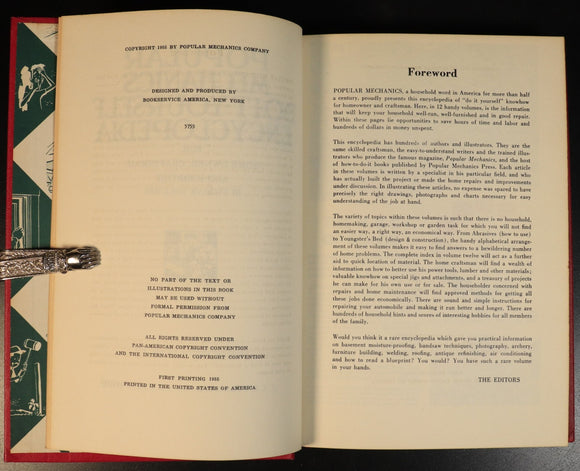 COPYRIGHT 1955 BY POPULAR MECHANICS COMPANY
DESIGNED AND PRODUCED BY
BOOKSERVICE AMERICA, NEW YORK
5755
NO PART OF THE TEXT OR
ILLUSTRATIONS IN THIS BOOK
MAY BE USED WITHOUT
FORMAL PERMISSION FROM
POPULAR MECHANICS COMPANY
ALL RIGHTS RESERVED UNDER
PAN-AMERICAN COPYRIGHT CONVENTION
AND THE INTERNATIONAL COPYRIGHT CONVENTION
FIRST PRINTING 1955
PRINTED IN THE UNITED STATES OF AMERICA
Foreword
POPULAR MECHANICS, a household word in America for more than half
a century, proudly presents this encyclopedia of "do it yourself" knowhow
for homeowner and craftsman. Here, in 12 handy volumes, is the information
that will keep your household well-run, well-furnished and in good repair.
Within these pages lie opportunities to save hours of time and labor and
hundreds of dollars in money unspent.
This encyclopedia has hundreds of authors and illustrators. They are the
same skilled craftsman, the easy-to-understand writers and the trained illus-
trators who produce the famous magazine, Popular Mechanics, and the host
of how-to-do-it books published by Popular Mechanics Press. Each article
in these volumes is written by a specialist in his particular field, and who
has actually built the project or made the home repairs and improvements
under discussion. In illustrating these articles, no expense was spared to have
precisely the right drawings, photographs and charts necessary for easy
understanding of the job at hand.
The variety of topics within these volumes is such that there is no household,
homemaking, garage, workshop or garden task for which you will not find
an easier way, a right way, an economical way. From Abrasives (how to use)
to Youngster's Bed (design & construction), the handy alphabetical arrange-
ment of these volumes makes it easy to find answers to a bewildering number
of home problems. The complete index in volume twelve will act as a further
aid to quick location of material. The home craftsman will find a wealth of
information on how to better use his power tools, lumber and other materials;
valuable knowhow on special jigs and attachments, and a treasury of projects
he can make for his own use or for sale. The householder concerned with
repairs and home maintenance will find approved methods for getting all
these jobs done economically. There are sound and simple instructions for
repairing your automobile and making it run better and longer. There are
hundreds of household hints and sources of interesting hobbies for all members
of the family.
Would you think it a rare encyclopedia which gave you practical information
on basement moisture-proofing, bandsaw techniques, photography, archery,
furniture building, welding, roofing, antique refinishing, air conditioning
and how to read a blueprint? You would? You have such a rare volume
in your hands.
THE EDITORS